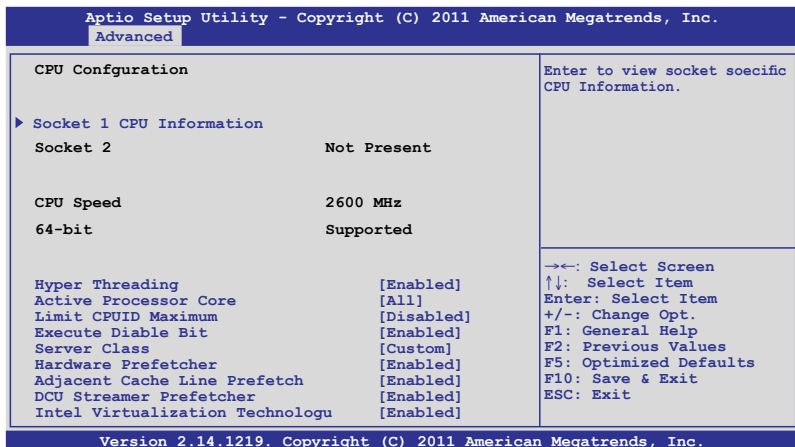 Aptio Setup Utility - Copyright (C) 2011 American Megatrends, Inc.
Advanced
CPU Confguration
Socket 1 CPU Information
Socket 2 Not Present
CPU Speed 2600 MHz
64-bit Supported
Hyper Threading [Enabled]
Active Processor Core [All]
Limit CPUID Maximum [Disabled]
Execute Diable Bit [Enabled]
Server Class [Custom]
Hardware Prefetcher [Enabled]
Adjacent Cache Line Prefetch [Enabled]
DCU Streamer Prefetcher [Enabled]
Intel Virtualization Technologu [Enabled]
Enter to view socket soecific
CPU Information.
→←: Select Screen
↑↓: Select Item
Enter: Select Item
+/-: Change Opt.
F1: General Help
F2: Previous Values
F5: Optimized Defaults
F10: Save & Exit
ESC: Exit
Version 2.14.1219. Copyright (C) 2011 American Megatrends, Inc.